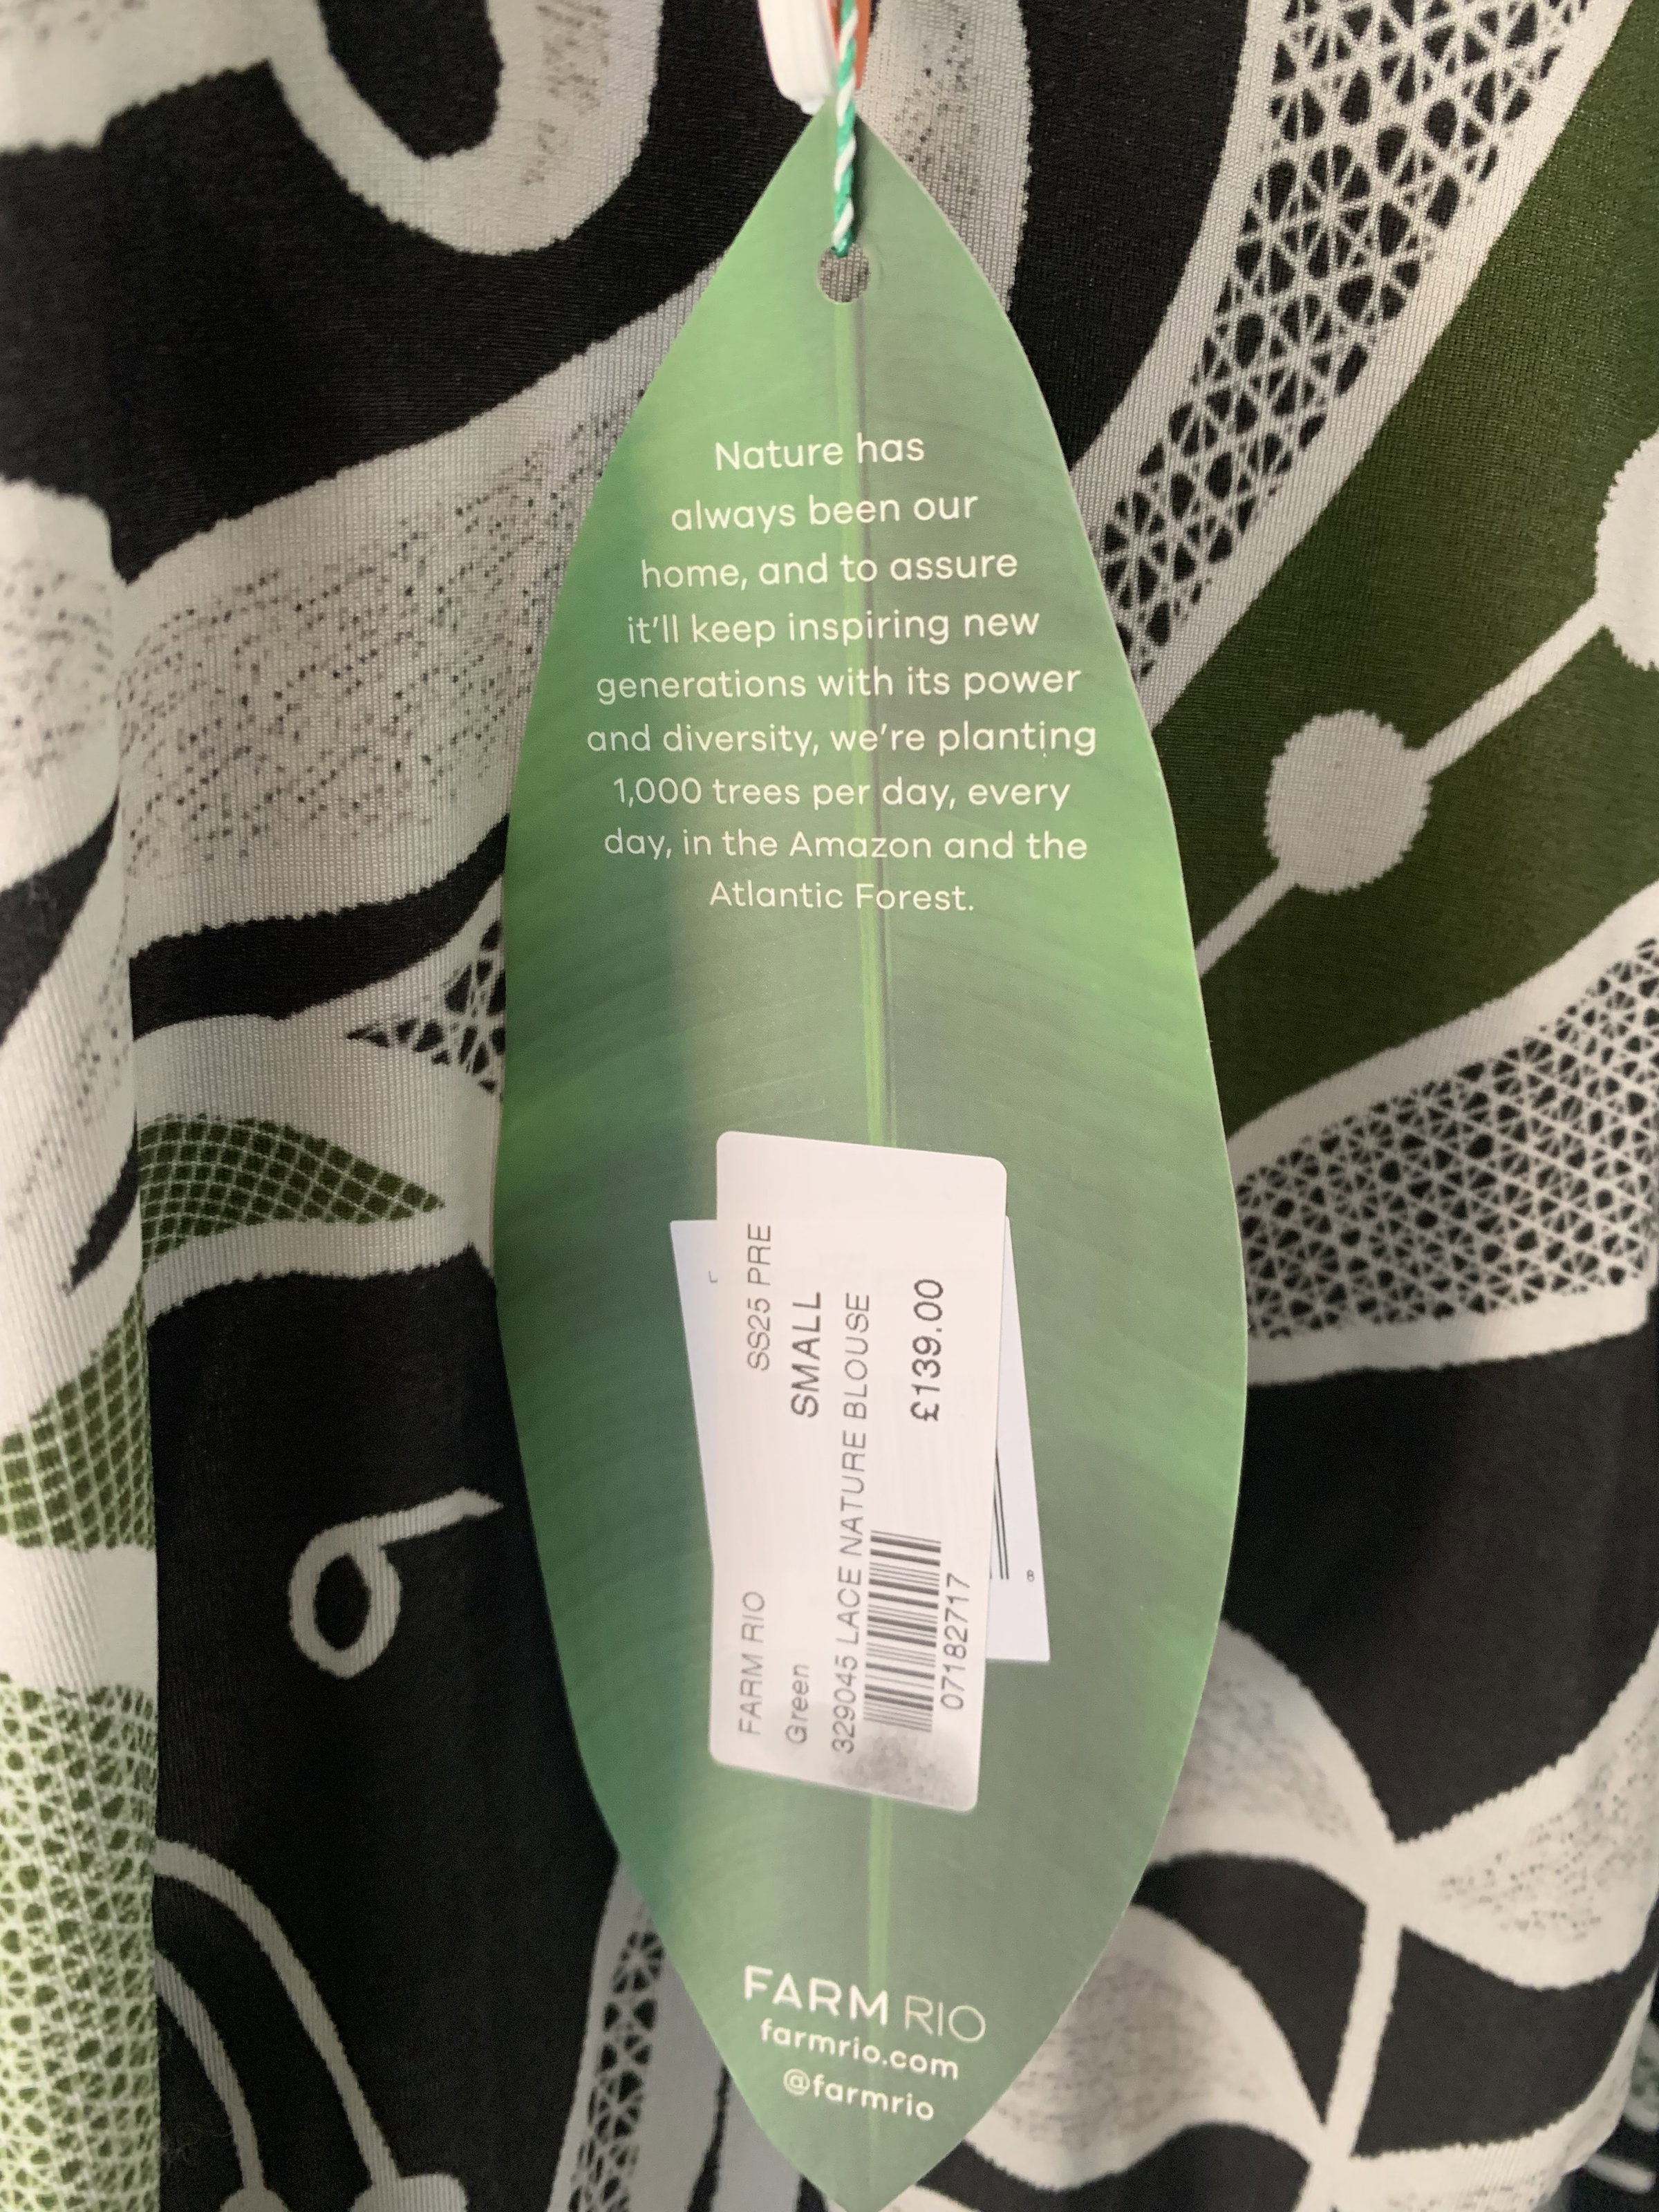 Nature has
always been our
home, and to assure
it'll keep inspiring new
generations with its power
and diversity, we're planting
1,000 trees per day, every
day, in the Amazon and the
Atlantic Forest.
FARM RIO SS25 PRE
Green SMALL
329045 LACE NATURE BLOUSE
£139.00
07182717
8
FARM RIO
farmrio.com
@farmrio